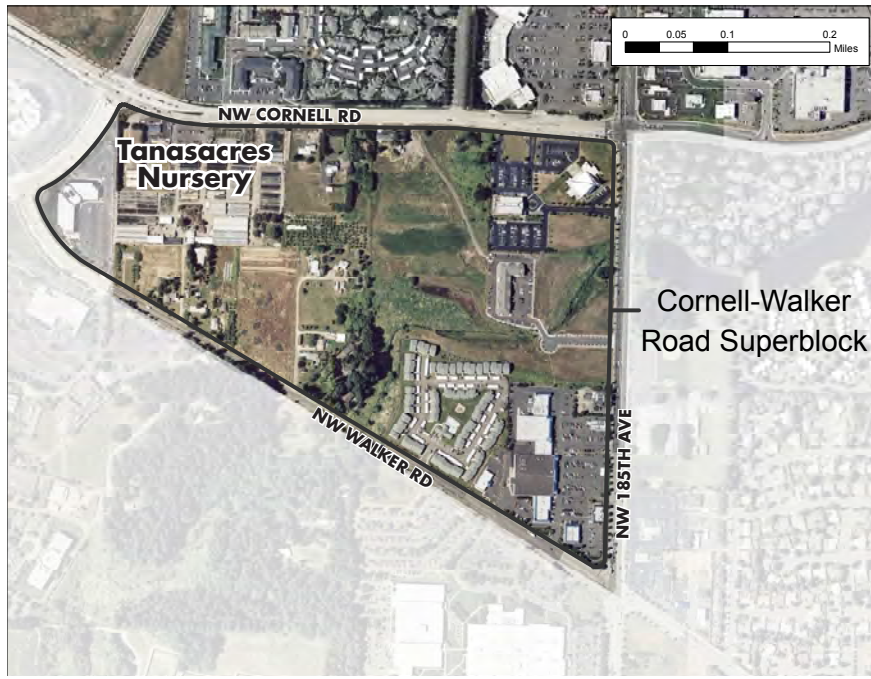 0 0.05 0.1 0.2
Miles
NW CORNELL RD
Tanasacres
Nursery
Cornell-Walker
Road Superblock
NW WALKER RD
NW 185TH AVE